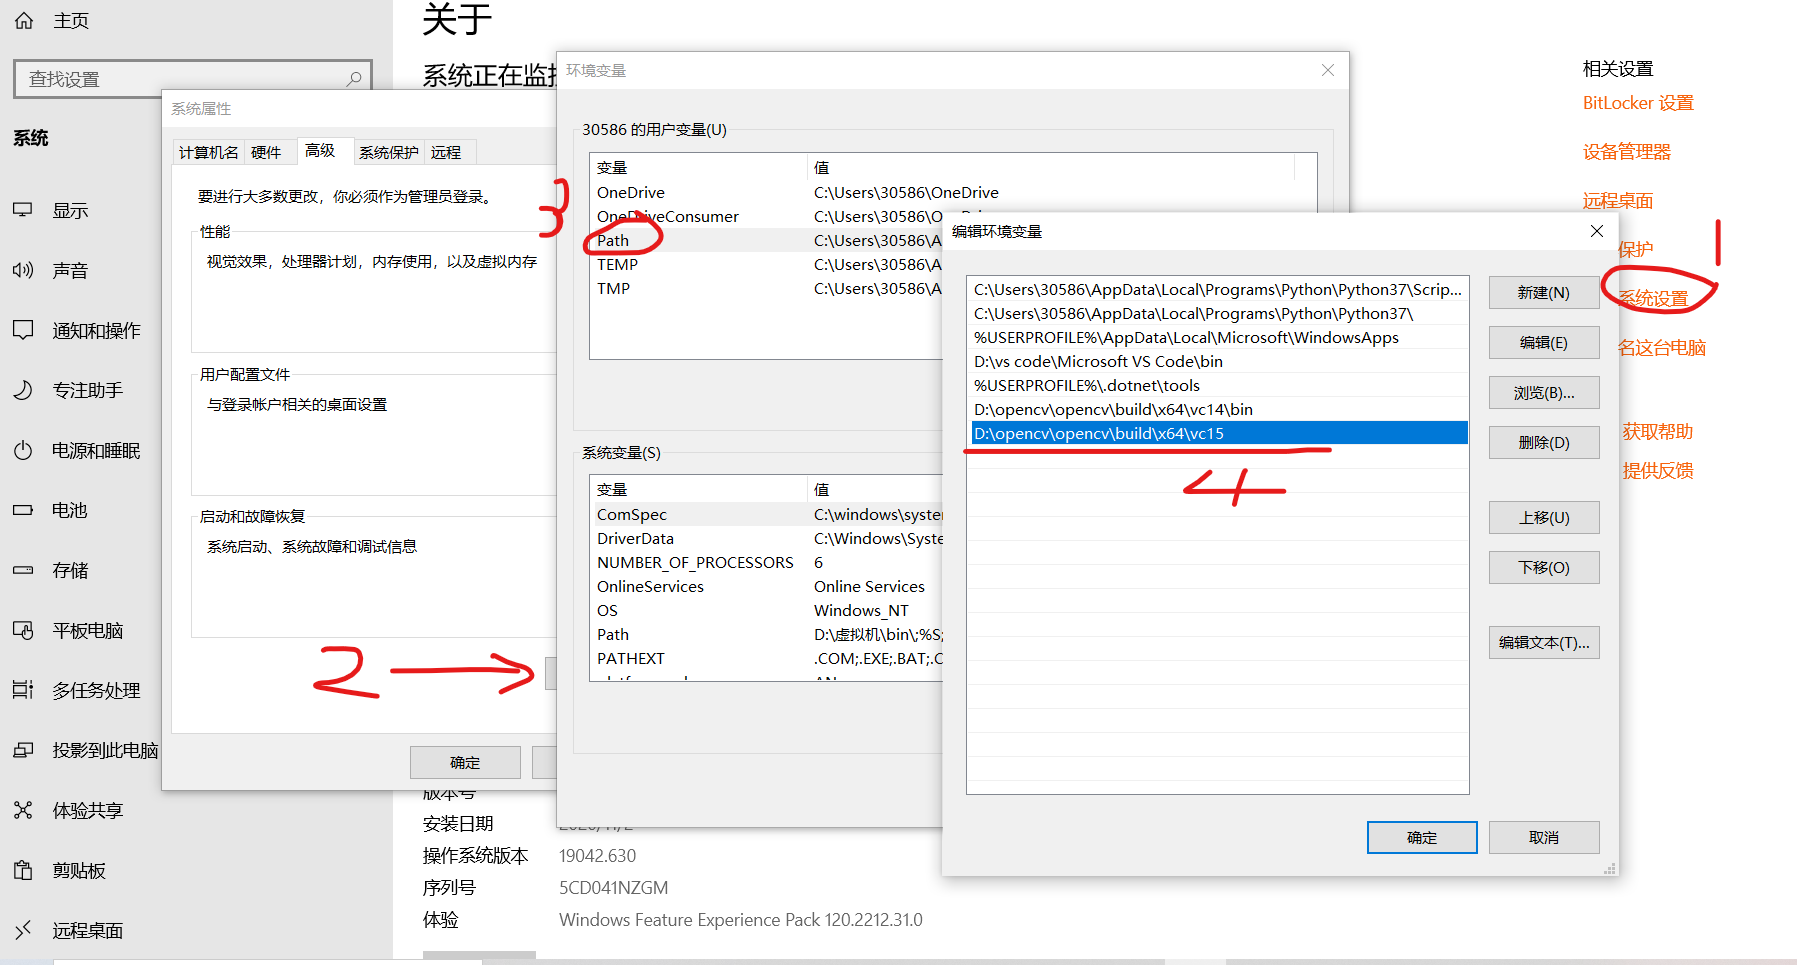 主页
查找设置
系统
显示
声音
通知和操作
专注助手
电源和睡眠
电池
存储
平板电脑
多任务处理
投影到此电脑
体验共享
剪贴板
远程桌面
关于
系统正在监
系统属性
计算机名 硬件 高级 系统保护 远程
要进行大多数更改，你必须作为管理员登录。
性能
视觉效果，处理器计划，内存使用，以及虚拟内存
用户配置文件
与登录帐户相关的桌面设置
启动和故障恢复
系统启动、系统故障和调试信息
2
确定
版本号
安装日期
操作系统版本 19042.630
序列号 5CD041NZGM
体验 Windows Feature Experience Pack 120.2212.31.0
环境变量
30586 的用户变量(U)
3
变量 值
OneDrive C:\Users\30586\OneDrive
OneDriveConsumer C:\Users\30586\
Path C:\Users\30586\A
TEMP C:\Users\30586\A
TMP C:\Users\30586\A
系统变量(S)
变量 值
ComSpec C:\windows\syster
DriverData C:\Windows\Syste
NUMBER_OF_PROCESSORS 6
OnlineServices Online Services
OS Windows_NT
Path D:\虚拟机\bin\;%S;
PATHEXT .COM;.EXE;.BAT;.C
编辑环境变量
C:\Users\30586\AppData\Local\Programs\Python\Python37\Scrip...
C:\Users\30586\AppData\Local\Programs\Python\Python37\
%USERPROFILE%\AppData\Local\Microsoft\WindowsApps
D:\vs code\Microsoft VS Code\bin
%USERPROFILE%\.dotnet\tools
D:\opencv\opencv\build\x64\vc14\bin
D:\opencv\opencv\build\x64\vc15
4
新建(N)
编辑(E)
浏览(B)...
删除(D)
上移(U)
下移(O)
编辑文本(T)...
确定
取消
相关设置
BitLocker 设置
设备管理器
远程桌面
保护
1
系统设置
名这台电脑
获取帮助
提供反馈